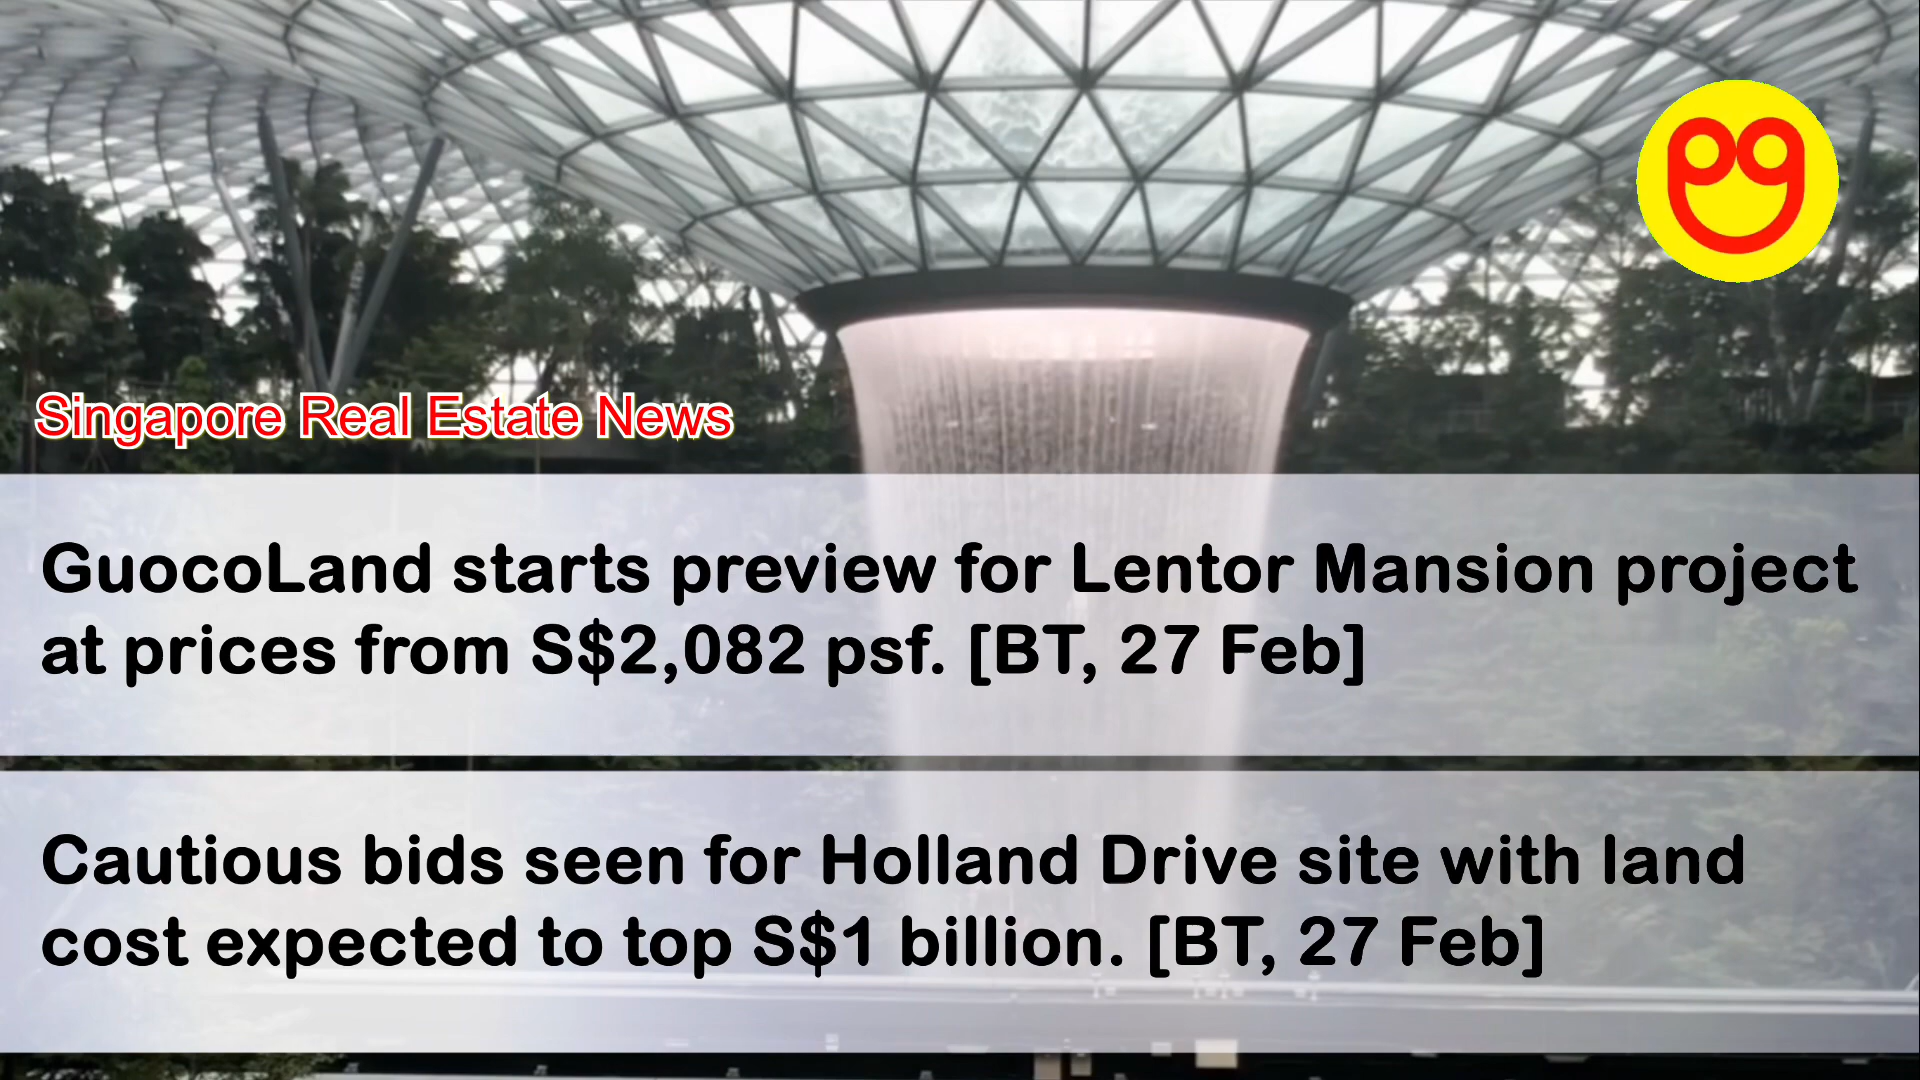 Singapore Real Estate News
GuocoLand starts preview for Lentor Mansion project
at prices from S$2,082 psf. [BT, 27 Feb]
Cautious bids seen for Holland Drive site with land
cost expected to top S$1 billion. [BT, 27 Feb]